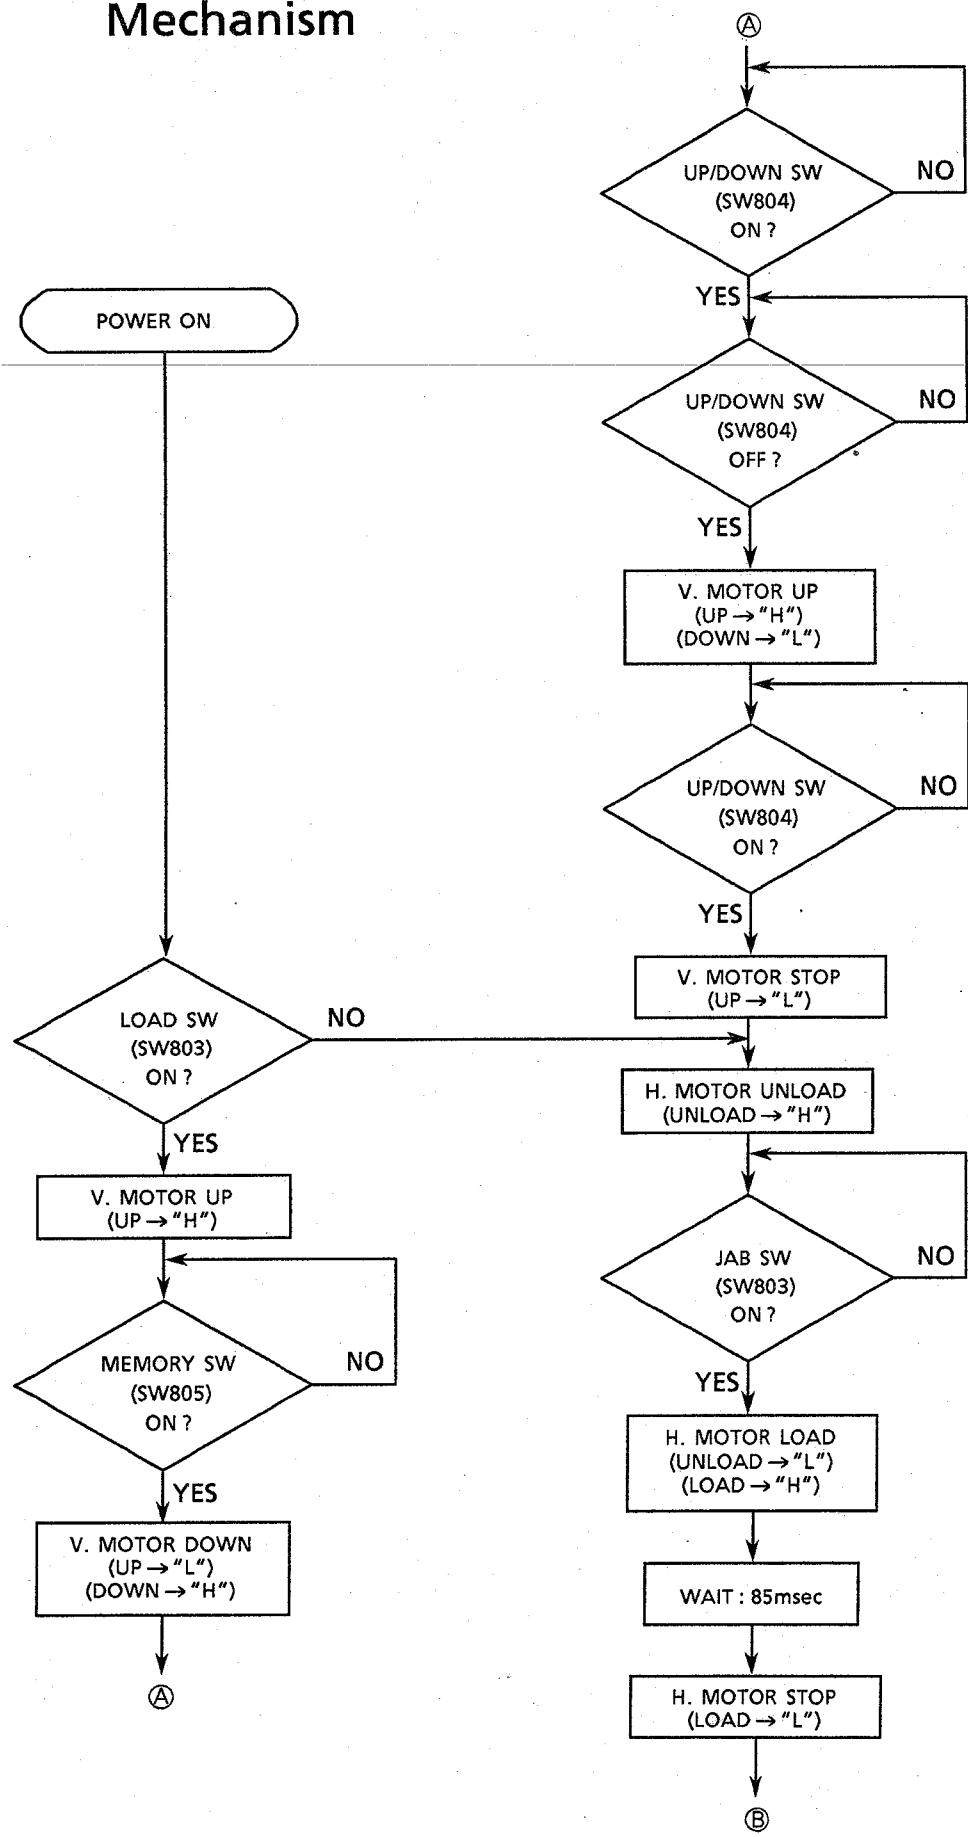 Mechanism
POWER ON
LOAD SW
(SW803)
ON ?
NO
YES
V. MOTOR UP
(UP → "H")
MEMORY SW
(SW805)
ON ?
NO
YES
V. MOTOR DOWN
(UP → "L")
(DOWN → "H")
Ⓐ
Ⓐ
UP/DOWN SW
(SW804)
ON ?
NO
YES
UP/DOWN SW
(SW804)
OFF ?
NO
YES
V. MOTOR UP
(UP → "H")
(DOWN → "L")
UP/DOWN SW
(SW804)
ON ?
NO
YES
V. MOTOR STOP
(UP → "L")
H. MOTOR UNLOAD
(UNLOAD → "H")
JAB SW
(SW803)
ON ?
NO
YES
H. MOTOR LOAD
(UNLOAD → "L")
(LOAD → "H")
WAIT : 85msec
H. MOTOR STOP
(LOAD → "L")
Ⓑ